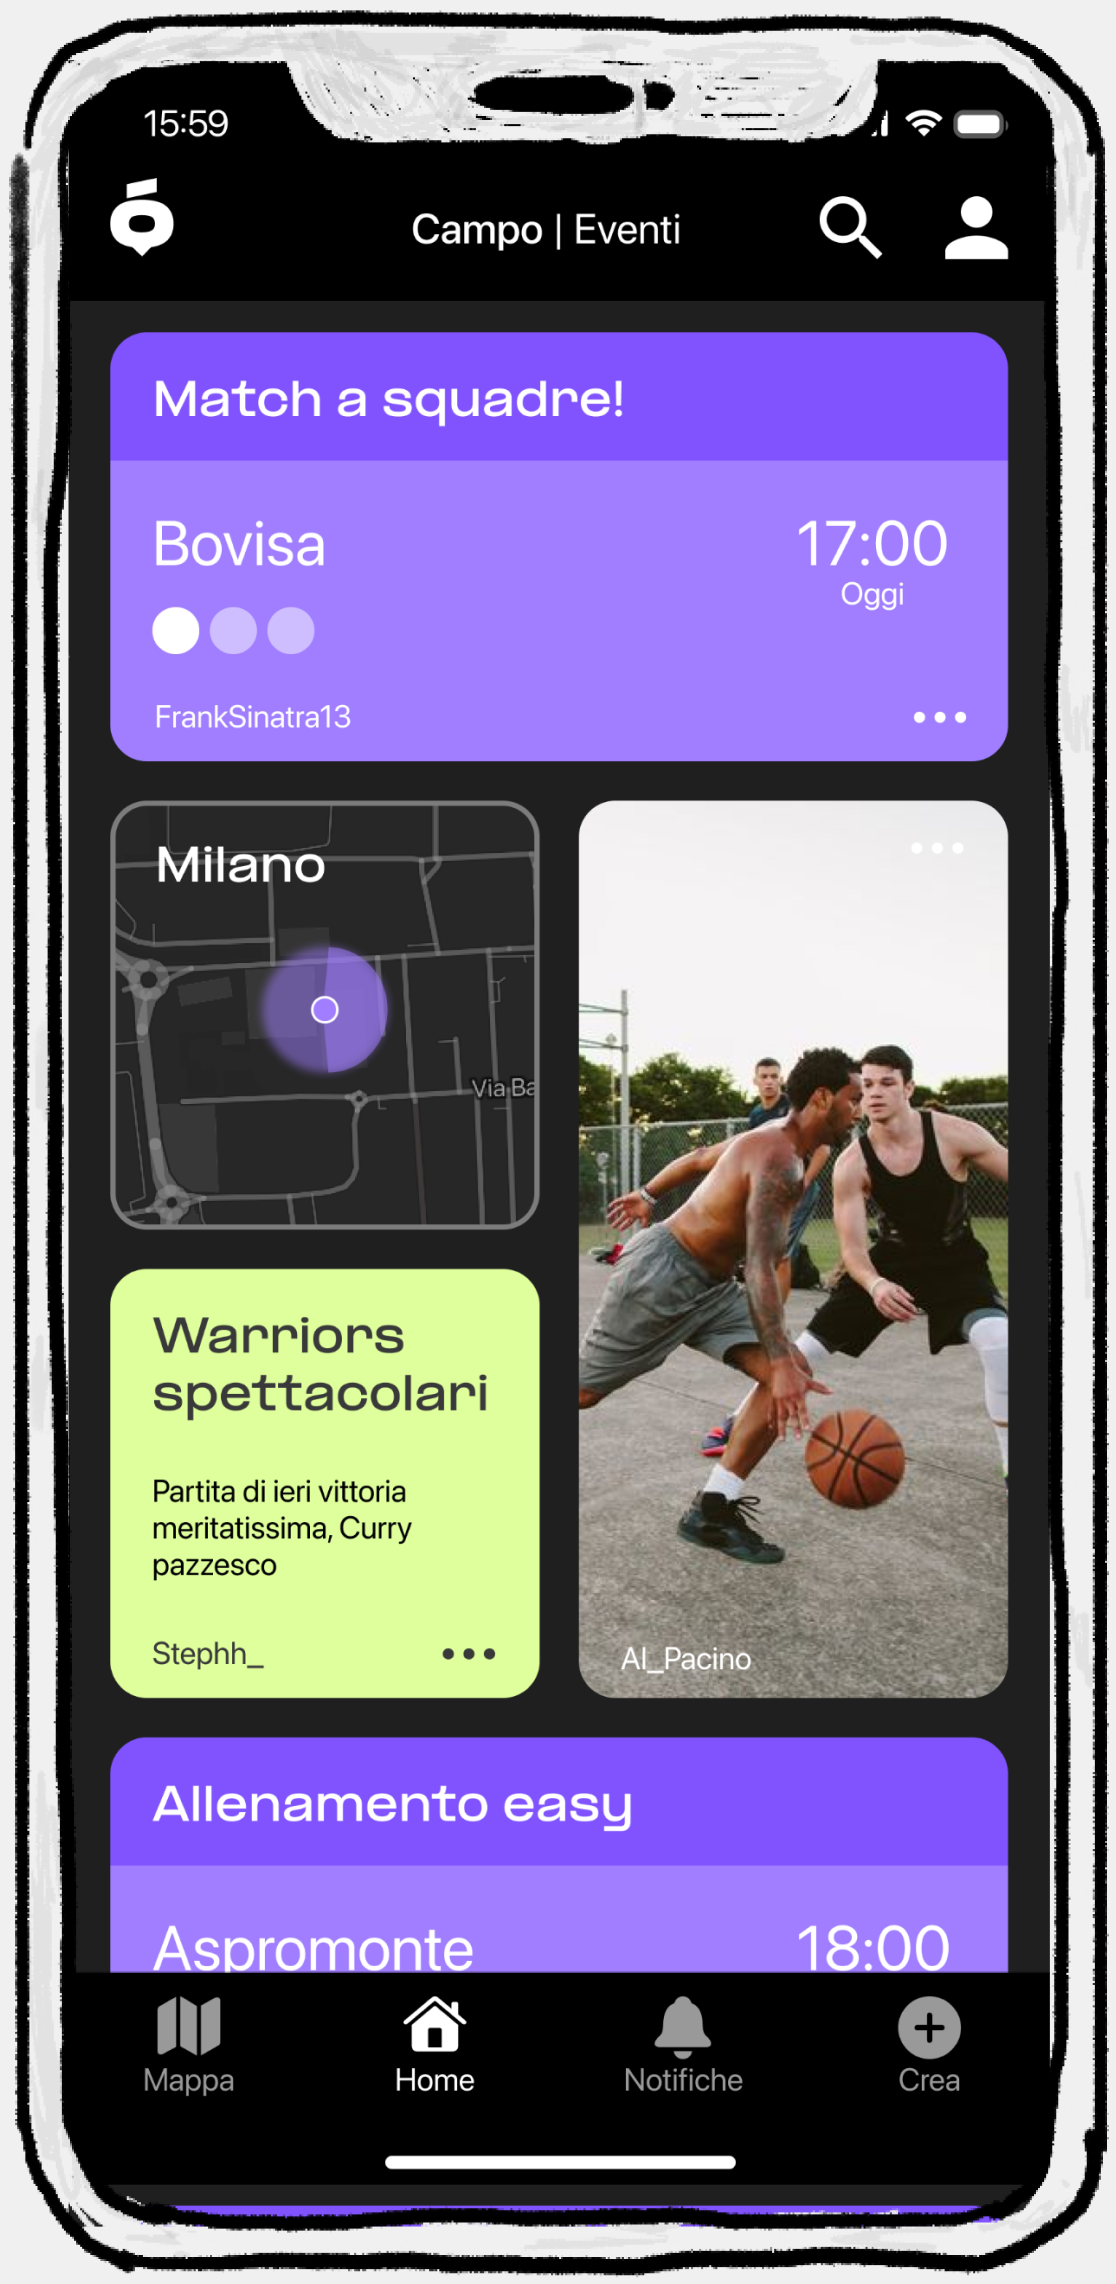 15:59
Campo | Eventi
Match a squadre!
Bovisa
17:00
Oggi
FrankSinatra13
Milano
Via Ba
Warriors
spettacolari
Partita di ieri vittoria
meritatissima, Curry
pazzesco
Stephh_
Al_Pacino
Allenamento easy
Aspromonte
18:00
Mappa
Home
Notifiche
Crea